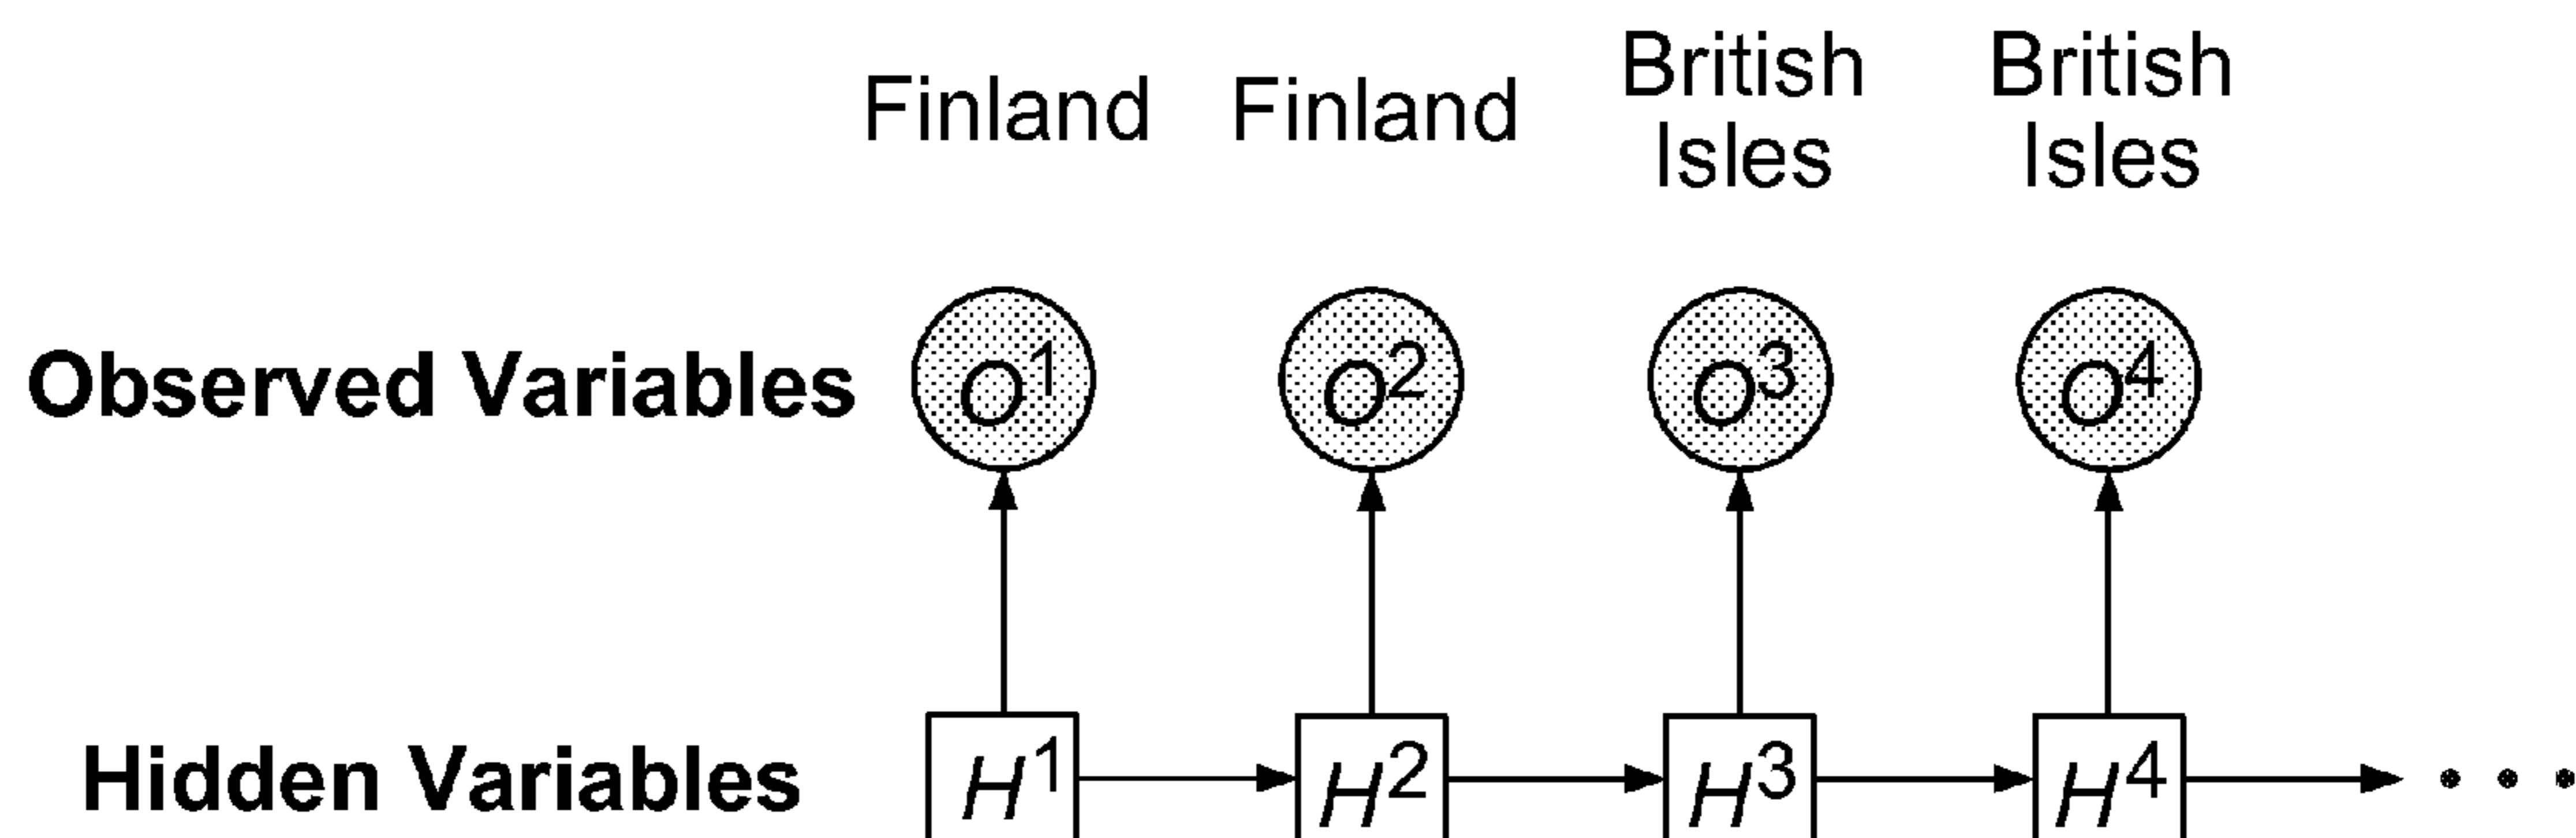 Finland Finland British Isles British Isles
Observed Variables O1 O2 O3 O4
Hidden Variables H1 H2 H3 H4 . . .